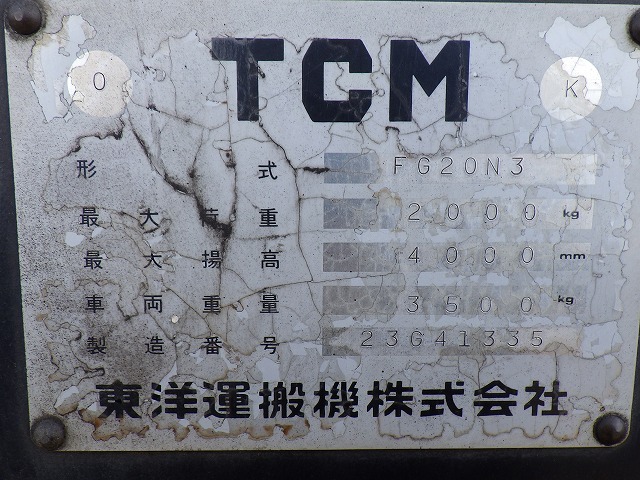 TCM
O K
形式 FG20N3
最大荷重 2000 kg
最大揚高 4000 mm
車両重量 3500 kg
製造番号 23G41335
東洋運搬機株式会社